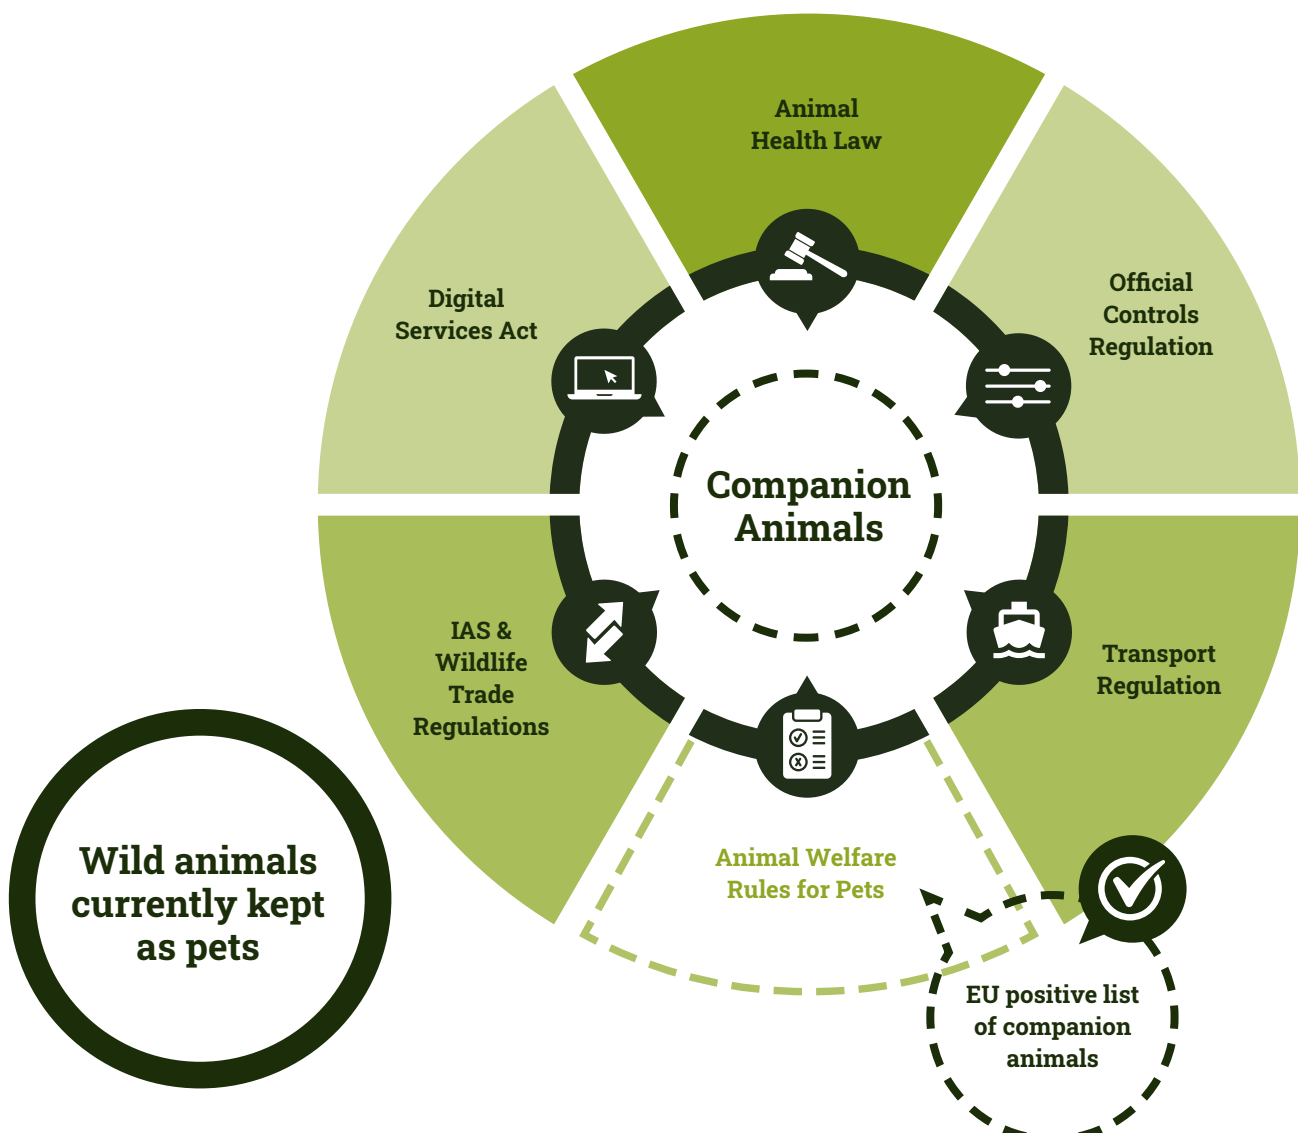 Animal
Health Law
Digital
Services Act
Official
Controls
Regulation
Companion
Animals
IAS &
Wildlife
Trade
Regulations
Transport
Regulation
Wild animals
currently kept
as pets
Animal Welfare
Rules for Pets
EU positive list
of companion
animals